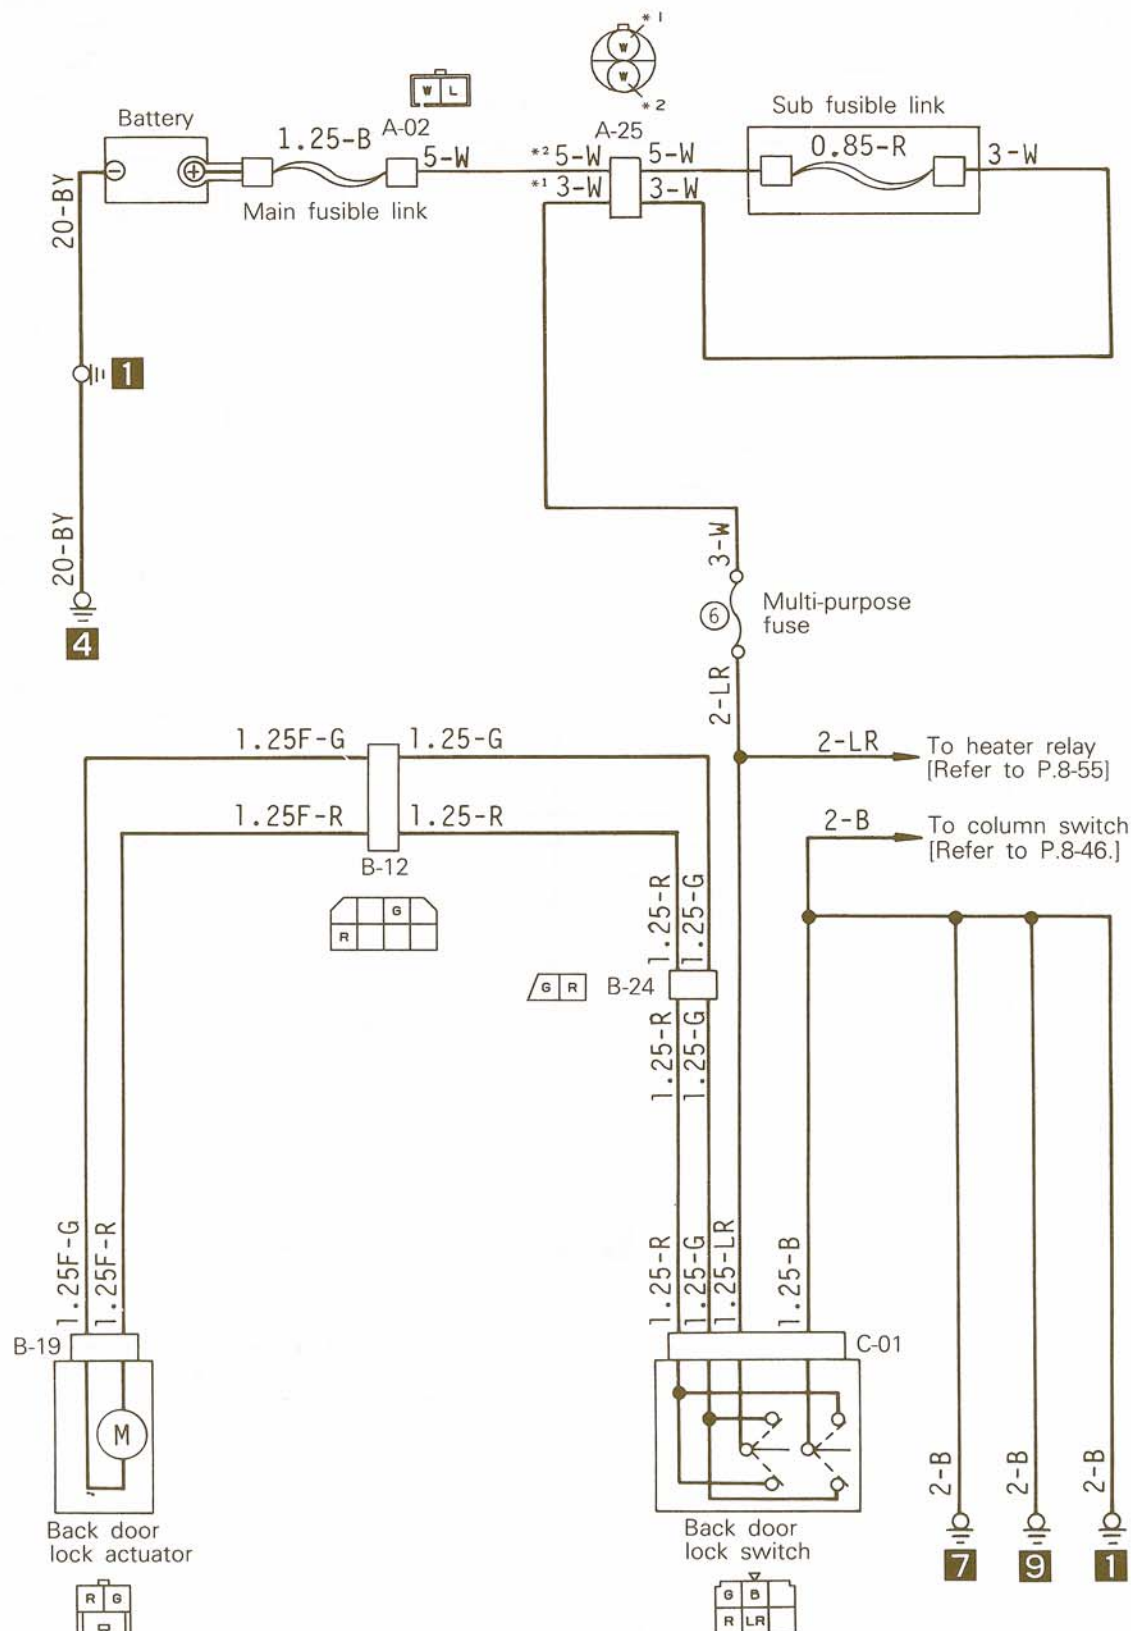 * 1
W
W
* 2
W L
Battery
1.25-B
A-02
5-W
Main fusible link
A-25
*2 5-W
5-W
*1 3-W
3-W
Sub fusible link
0.85-R
3-W
20-BY
1
20-BY
4
3-W
6
Multi-purpose
fuse
2-LR
2-LR
To heater relay
[Refer to P.8-55]
2-B
To column switch
[Refer to P.8-46.]
1.25F-G
1.25-G
1.25F-R
1.25-R
B-12
G
R
1.25-R
1.25-G
G R
B-24
1.25-R
1.25-G
1.25F-G
1.25F-R
1.25-R
1.25-G
1.25-LR
1.25-B
B-19
C-01
M
Back door
lock actuator
R G
Back door
lock switch
G B
R LR
2-B
2-B
2-B
7
9
1